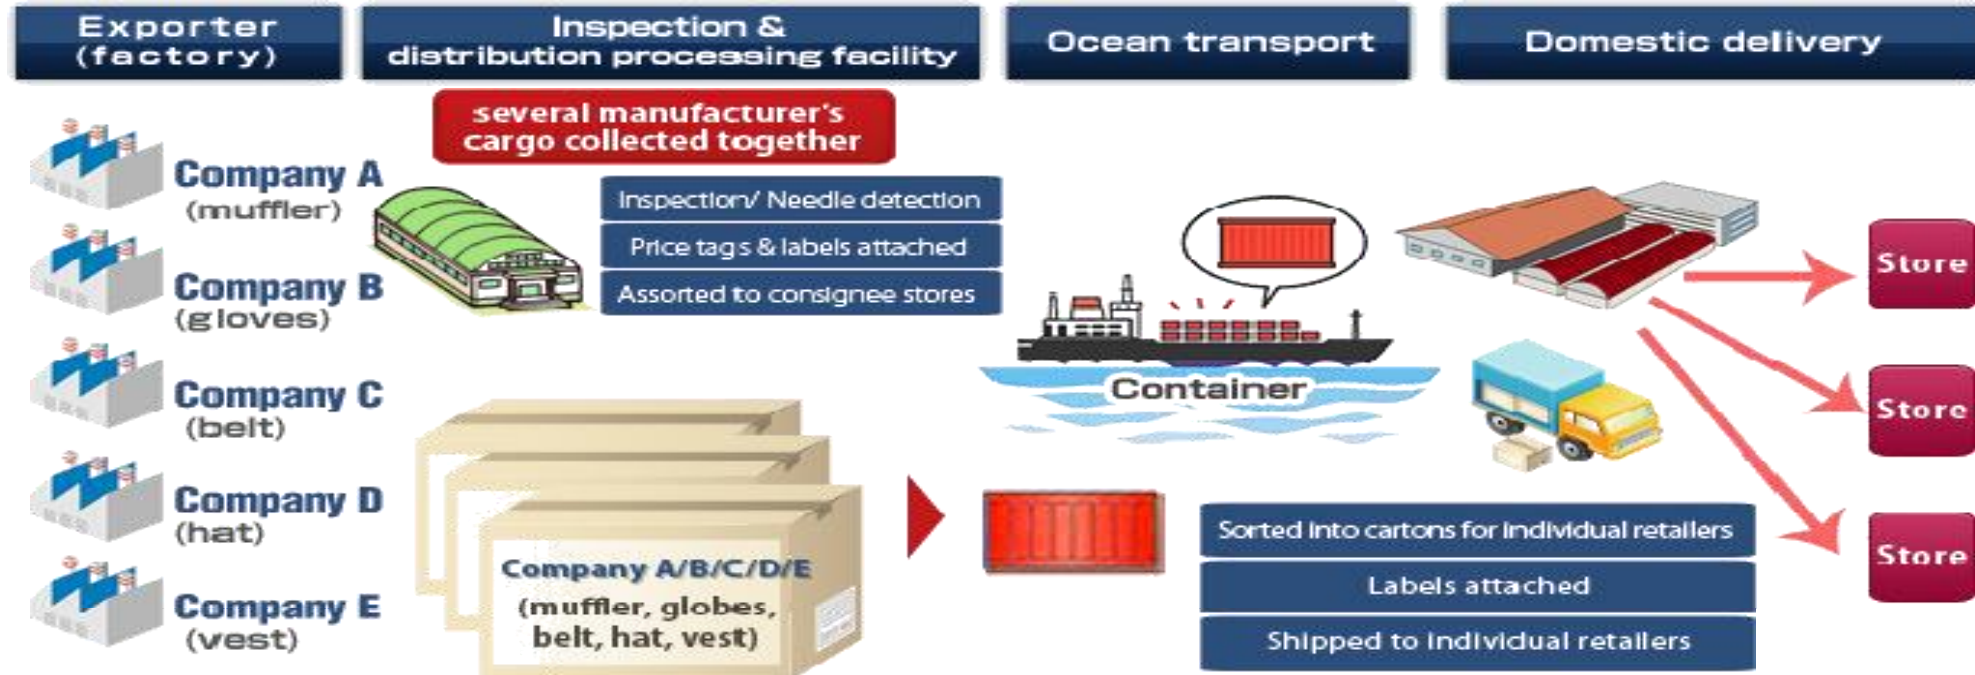 Exporter
(factory)
Inspection &
distribution processing facility
Ocean transport
Domestic delivery
several manufacturer's
cargo collected together
Company A
(muffler)
Company B
(gloves)
Company C
(belt)
Company D
(hat)
Company E
(vest)
Inspection/ Needle detection
Price tags & labels attached
Assorted to consignee stores
Company A/B/C/D/E
(muffler, globes,
belt, hat, vest)
Container
Sorted into cartons for individual retailers
Labels attached
Shipped to individual retailers
Store
Store
Store